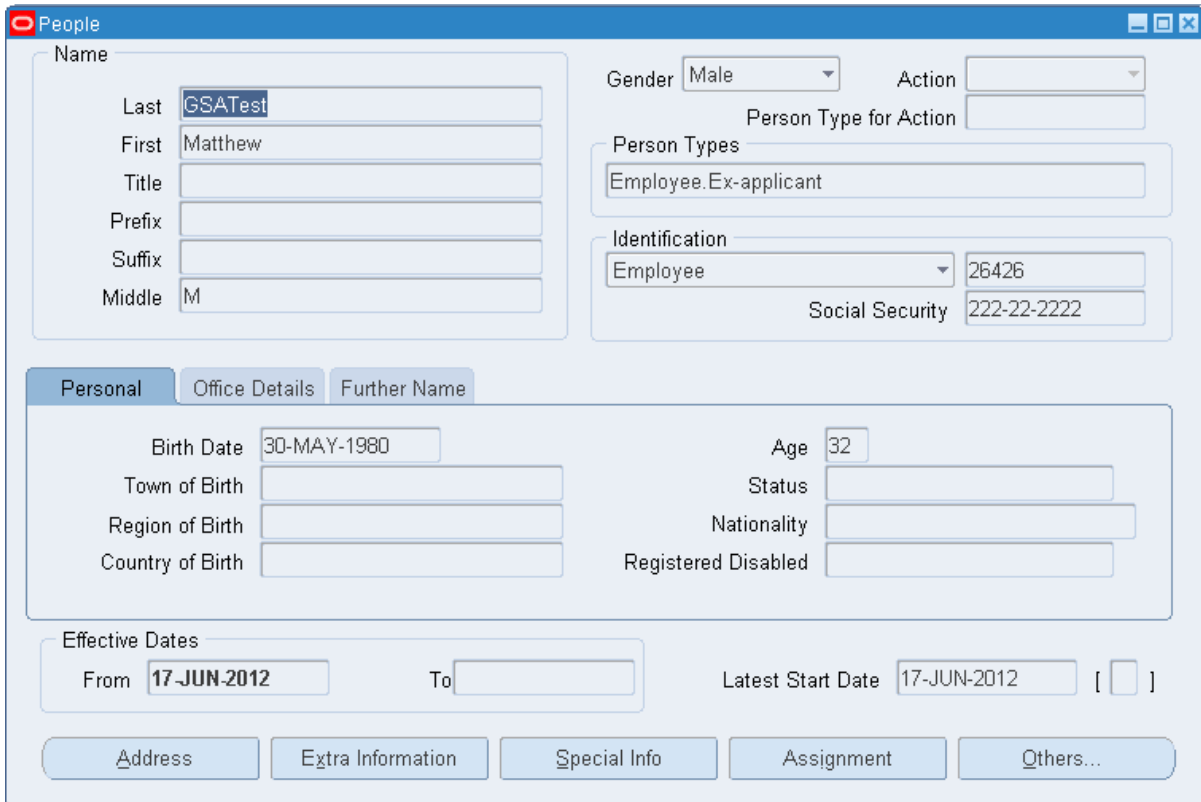 People
Name
Last GSATest
First Matthew
Title
Prefix
Suffix
Middle M
Gender Male Action
Person Type for Action
Person Types
Employee.Ex-applicant
Identification
Employee 26426
Social Security 222-22-2222
Personal Office Details Further Name
Birth Date 30-MAY-1980 Age 32
Town of Birth Status
Region of Birth Nationality
Country of Birth Registered Disabled
Effective Dates
From 17-JUN-2012 To Latest Start Date 17-JUN-2012 [ ]
Address Extra Information Special Info Assignment Others...